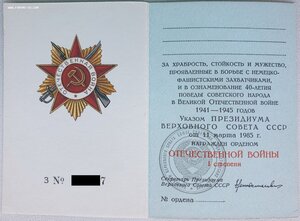 ОТЕЧЕСТВЕННАЯ ВОЙНА
З № 7
ЗА ХРАБРОСТЬ, СТОЙКОСТЬ И МУЖЕСТВО,
ПРОЯВЛЕННЫЕ В БОРЬБЕ С НЕМЕЦКО-
ФАШИСТСКИМИ ЗАХВАТЧИКАМИ,
И В ОЗНАМЕНОВАНИЕ 40-ЛЕТИЯ
ПОБЕДЫ СОВЕТСКОГО НАРОДА
В ВЕЛИКОЙ ОТЕЧЕСТВЕННОЙ ВОЙНЕ
1941—1945 ГОДОВ
Указом ПРЕЗИДИУМА
ВЕРХОВНОГО СОВЕТА СССР
от 11 марта 1985 г.
НАГРАЖДЕН ОРДЕНОМ
ОТЕЧЕСТВЕННОЙ ВОЙНЫ
I степени
Секретарь Президиума
Верховного Совета СССР
№ ордена